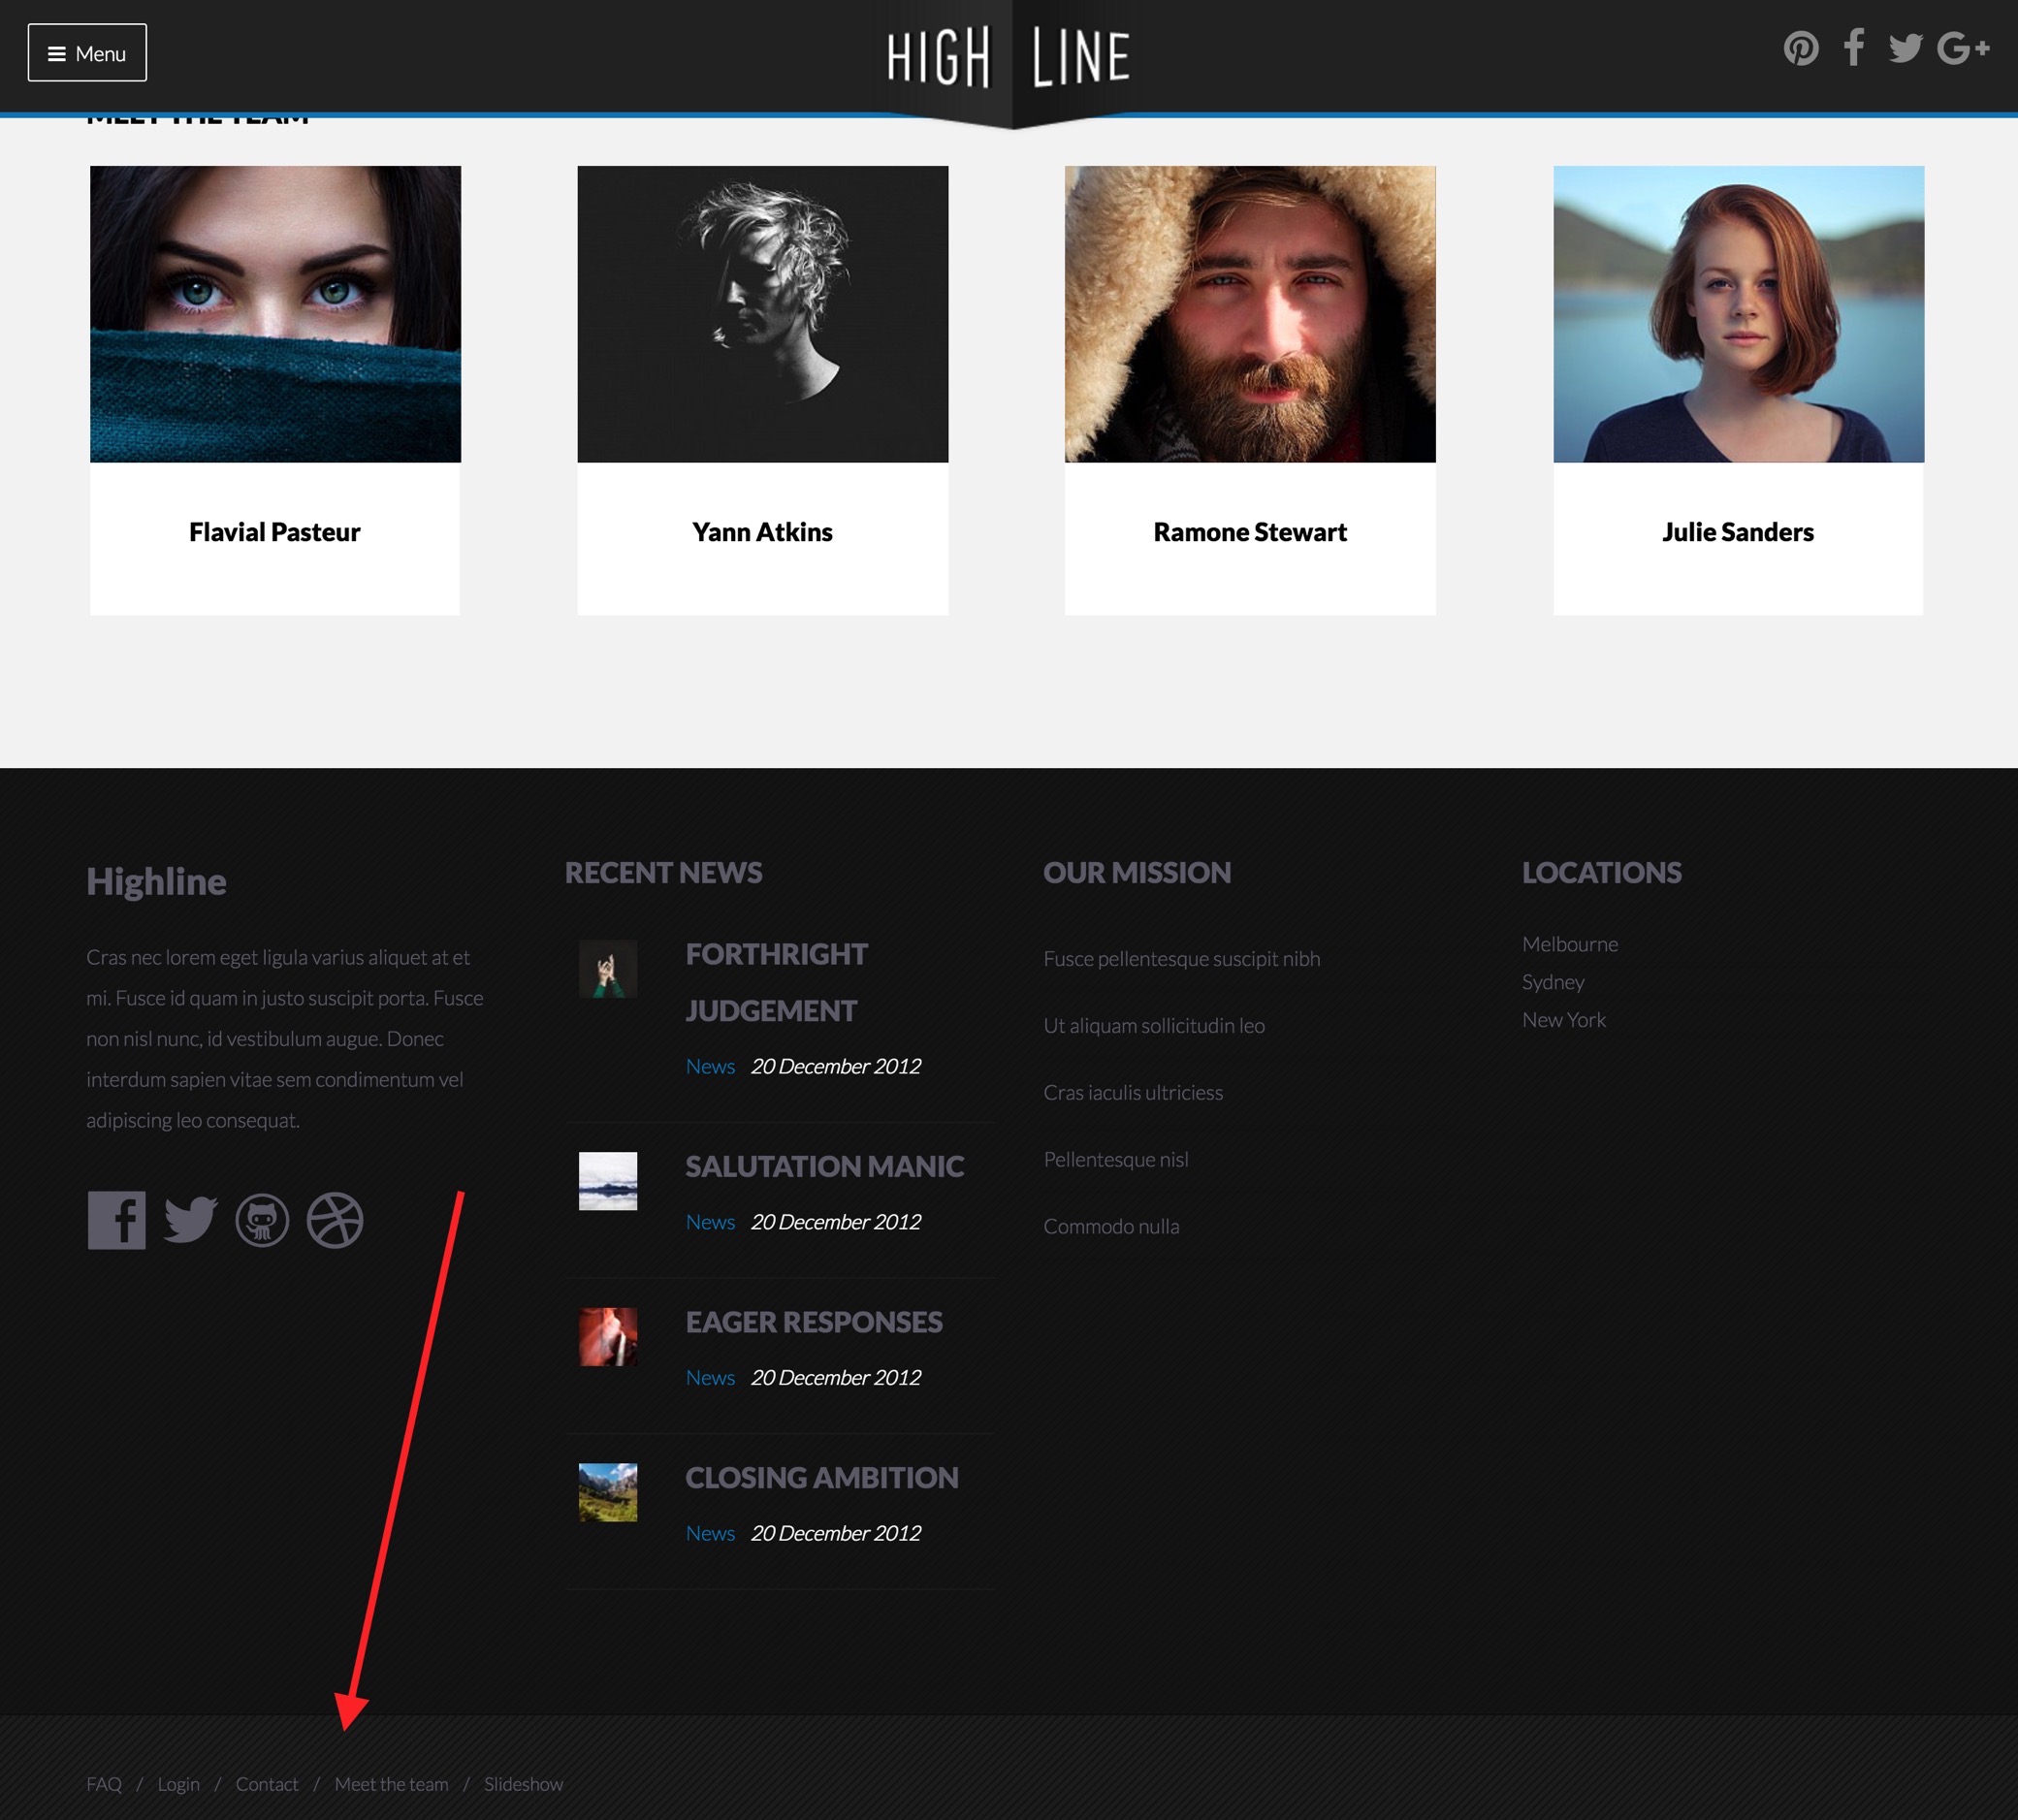 Menu
HIGH LINE
MEET THE TEAM
Flavial Pasteur
Yann Atkins
Ramone Stewart
Julie Sanders
Highline
Cras nec lorem eget ligula varius aliquet at et
mi. Fusce id quam in justo suscipit porta. Fusce
non nisl nunc, id vestibulum augue. Donec
interdum sapien vitae sem condimentum vel
adipiscing leo consequat.
RECENT NEWS
FORTHRIGHT
JUDGEMENT
News 20 December 2012
SALUTATION MANIC
News 20 December 2012
EAGER RESPONSES
News 20 December 2012
CLOSING AMBITION
News 20 December 2012
OUR MISSION
Fusce pellentesque suscipit nibh
Ut aliquam sollicitudin leo
Cras iaculis ultriciess
Pellentesque nisl
Commodo nulla
LOCATIONS
Melbourne
Sydney
New York
FAQ / Login / Contact / Meet the team / Slideshow